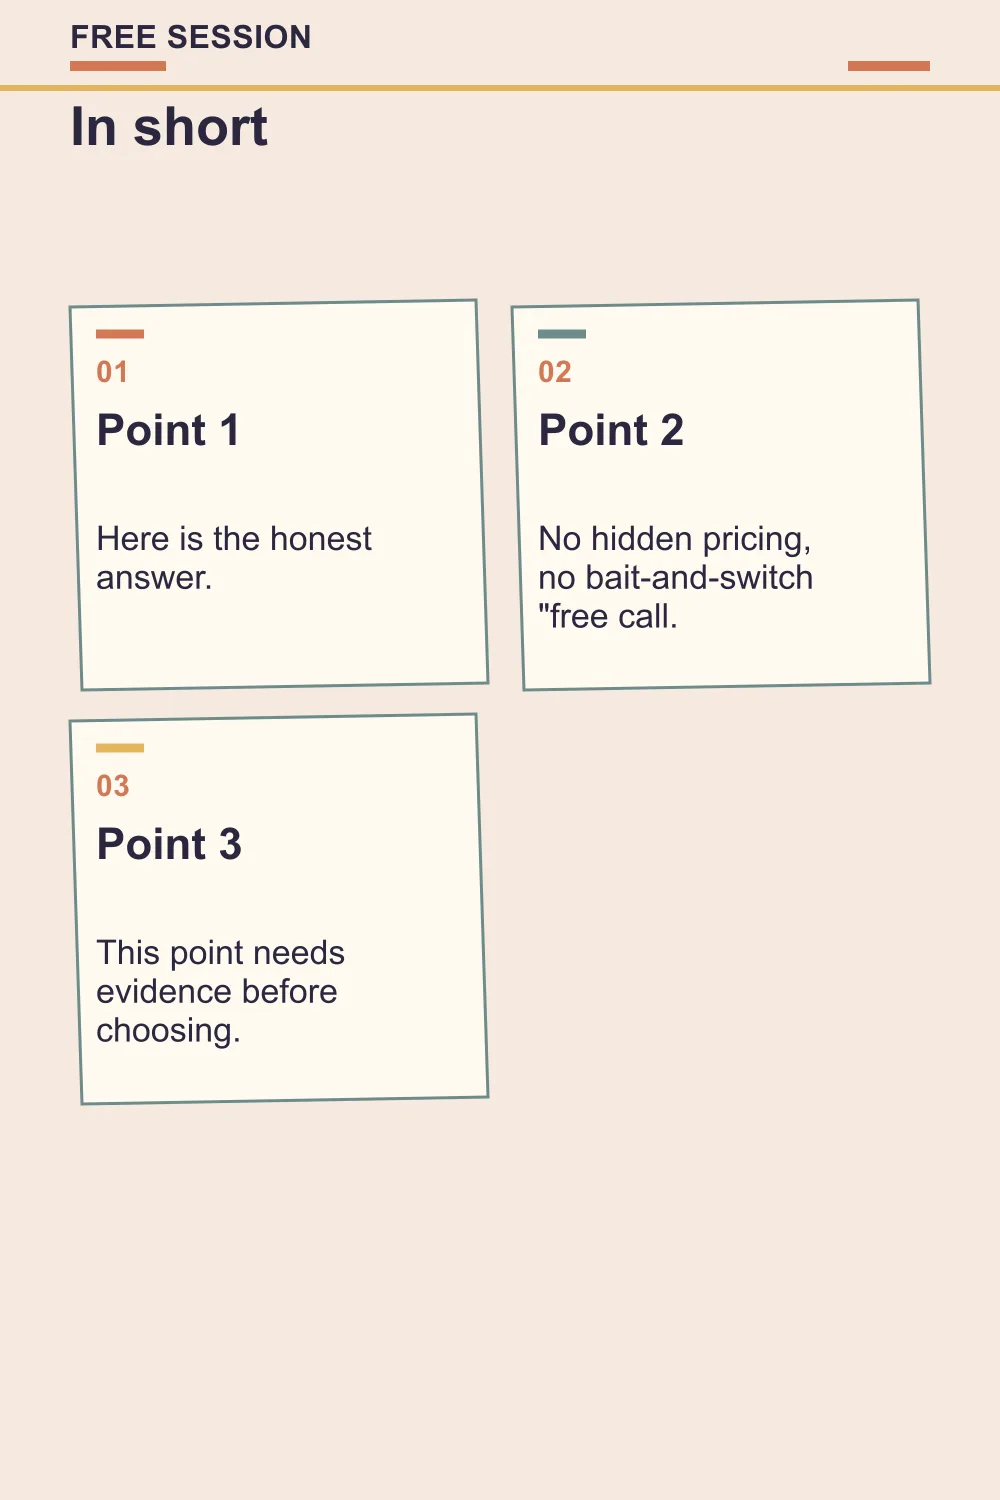 FREE SESSION
In short
01
Point 1
Here is the honest
answer.
02
Point 2
No hidden pricing,
no bait-and-switch
"free call.
03
Point 3
This point needs
evidence before
choosing.